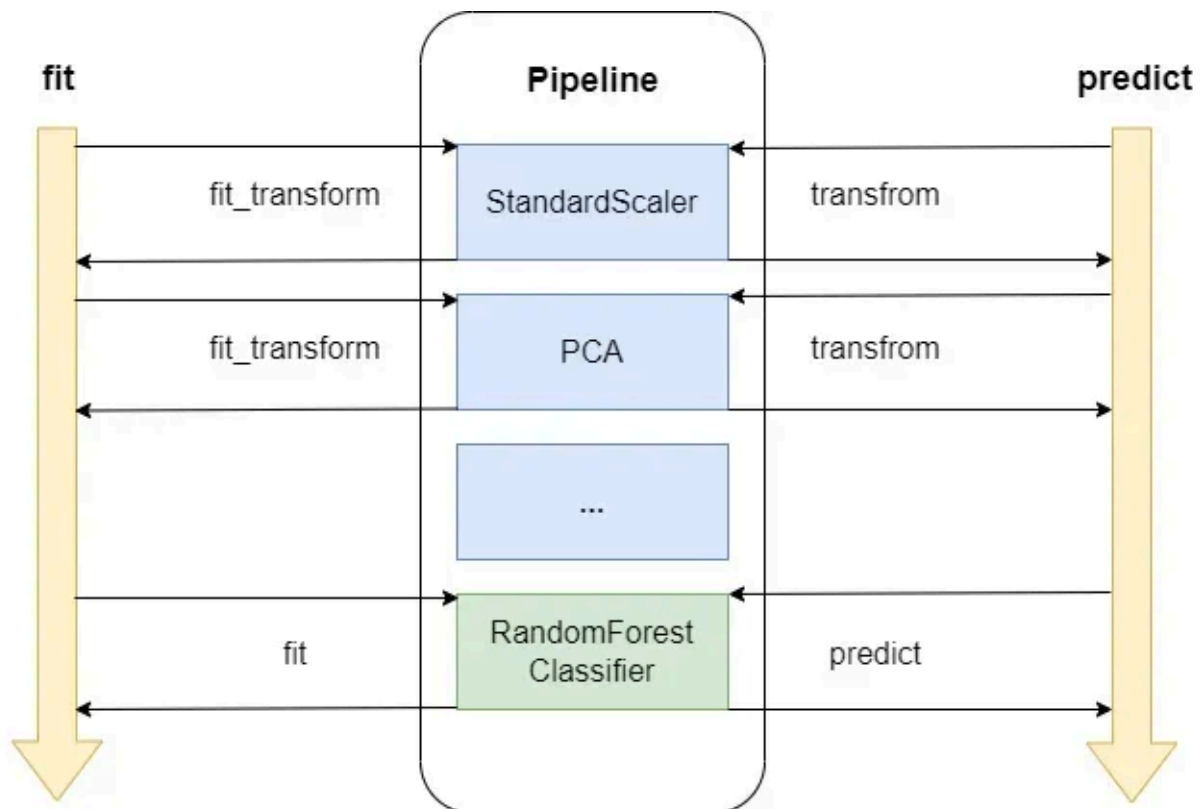 fit
Pipeline
predict
fit_transform
StandardScaler
transfrom
fit_transform
PCA
transfrom
...
fit
RandomForest
Classifier
predict